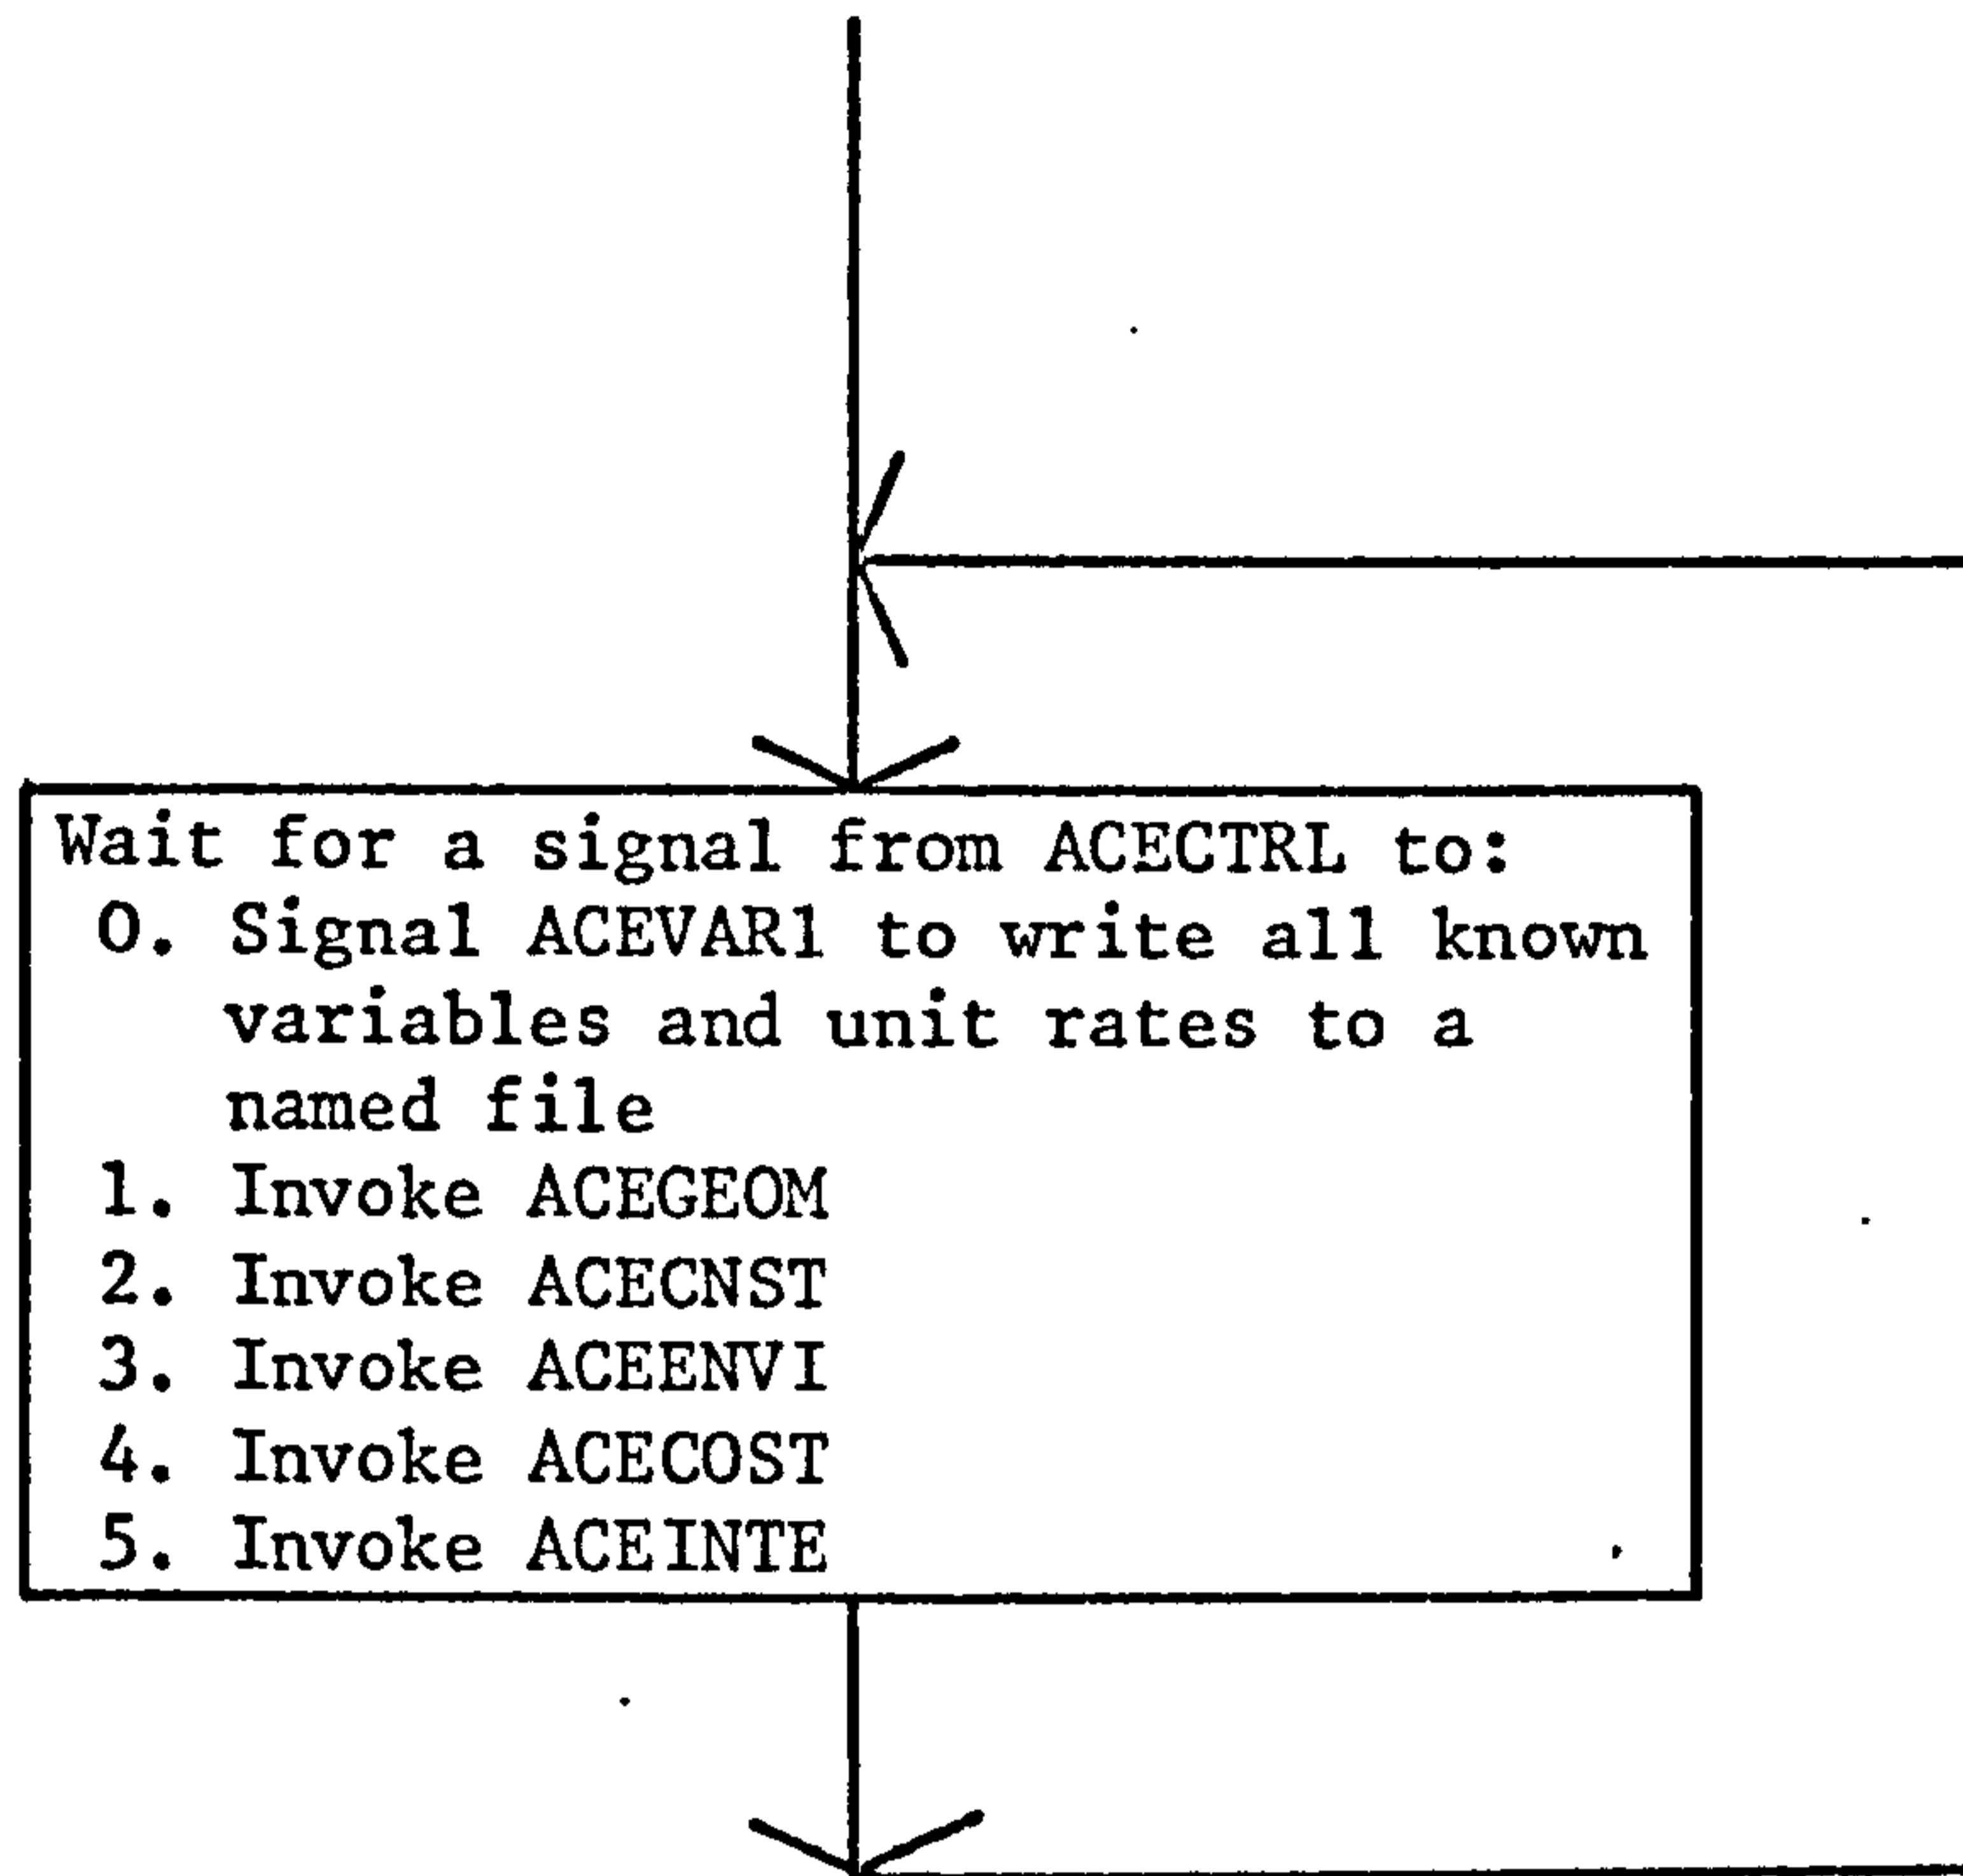 Wait for a signal from ACECTRL to:
0. Signal ACEVAR1 to write all known
variables and unit rates to a
named file
1. Invoke ACEGEOM
2. Invoke ACECNST
3. Invoke ACEENVI
4. Invoke ACECOST
5. Invoke ACEINTE